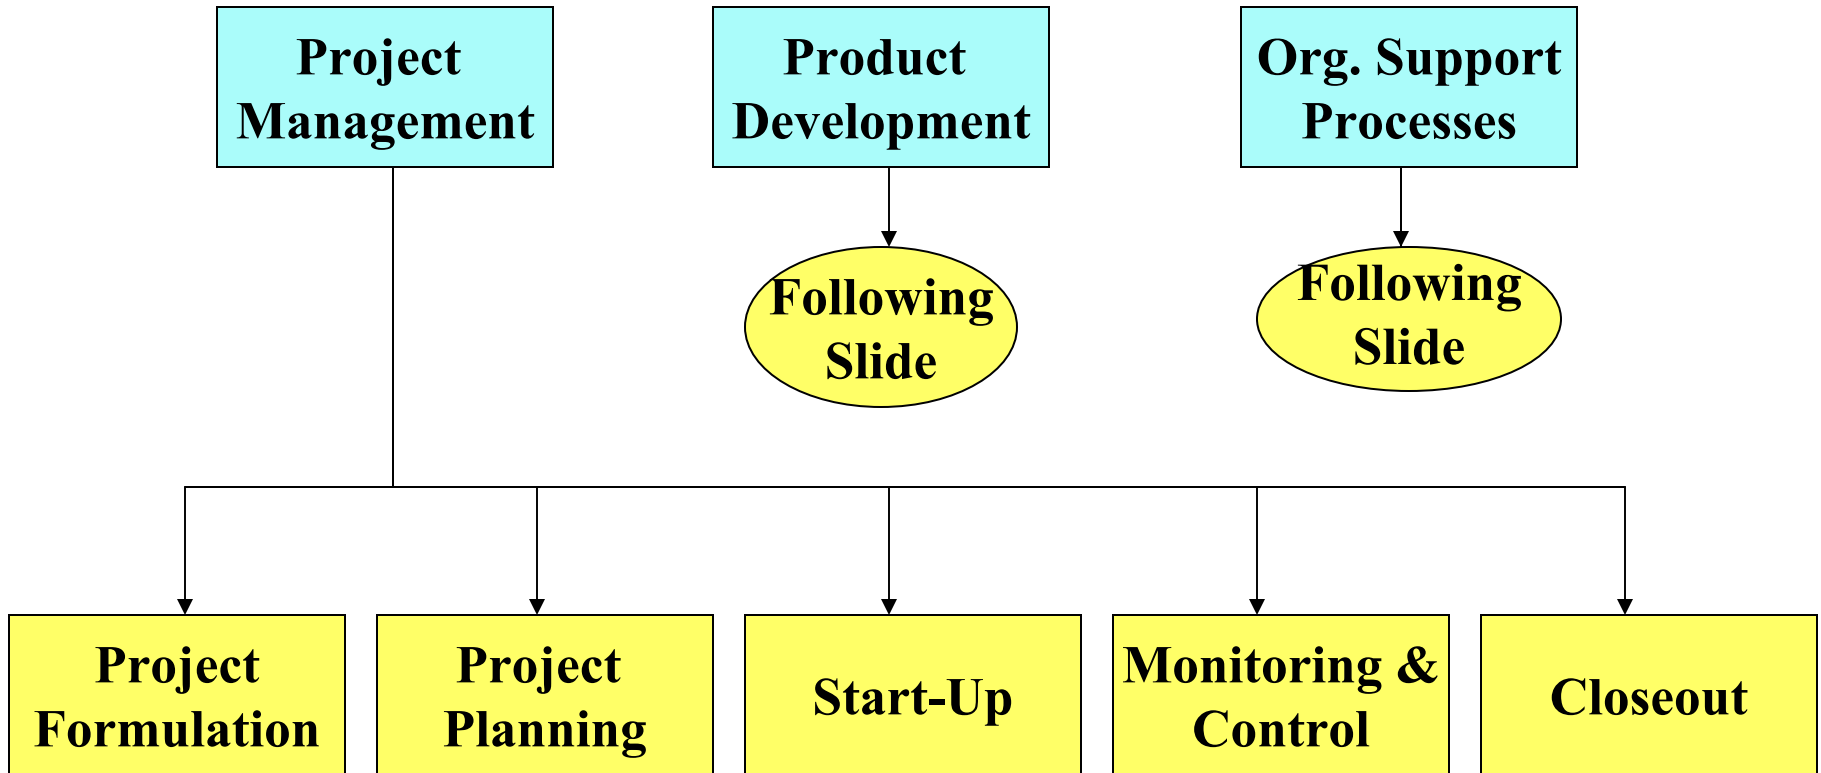 Project
Management
Product
Development
Org. Support
Processes
Following
Slide
Following
Slide
Project
Formulation
Project
Planning
Start-Up
Monitoring &
Control
Closeout